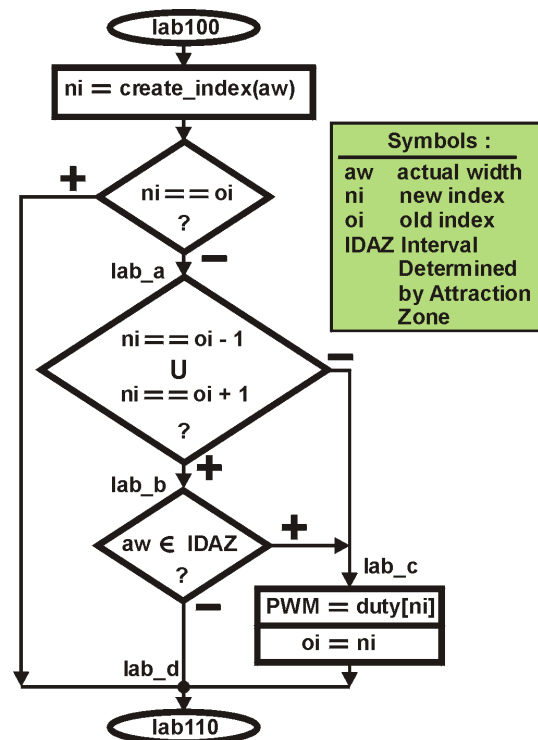 lab100
ni = create_index(aw)
+
ni == oi
?
−
lab_a
ni == oi - 1
U
ni == oi + 1
?
−
+
lab_b
aw ∈ IDAZ
?
+
−
lab_c
PWM = duty[ni]
oi = ni
lab_d
lab110
Symbols :
aw actual width
ni new index
oi old index
IDAZ Interval
Determined
by Attraction
Zone